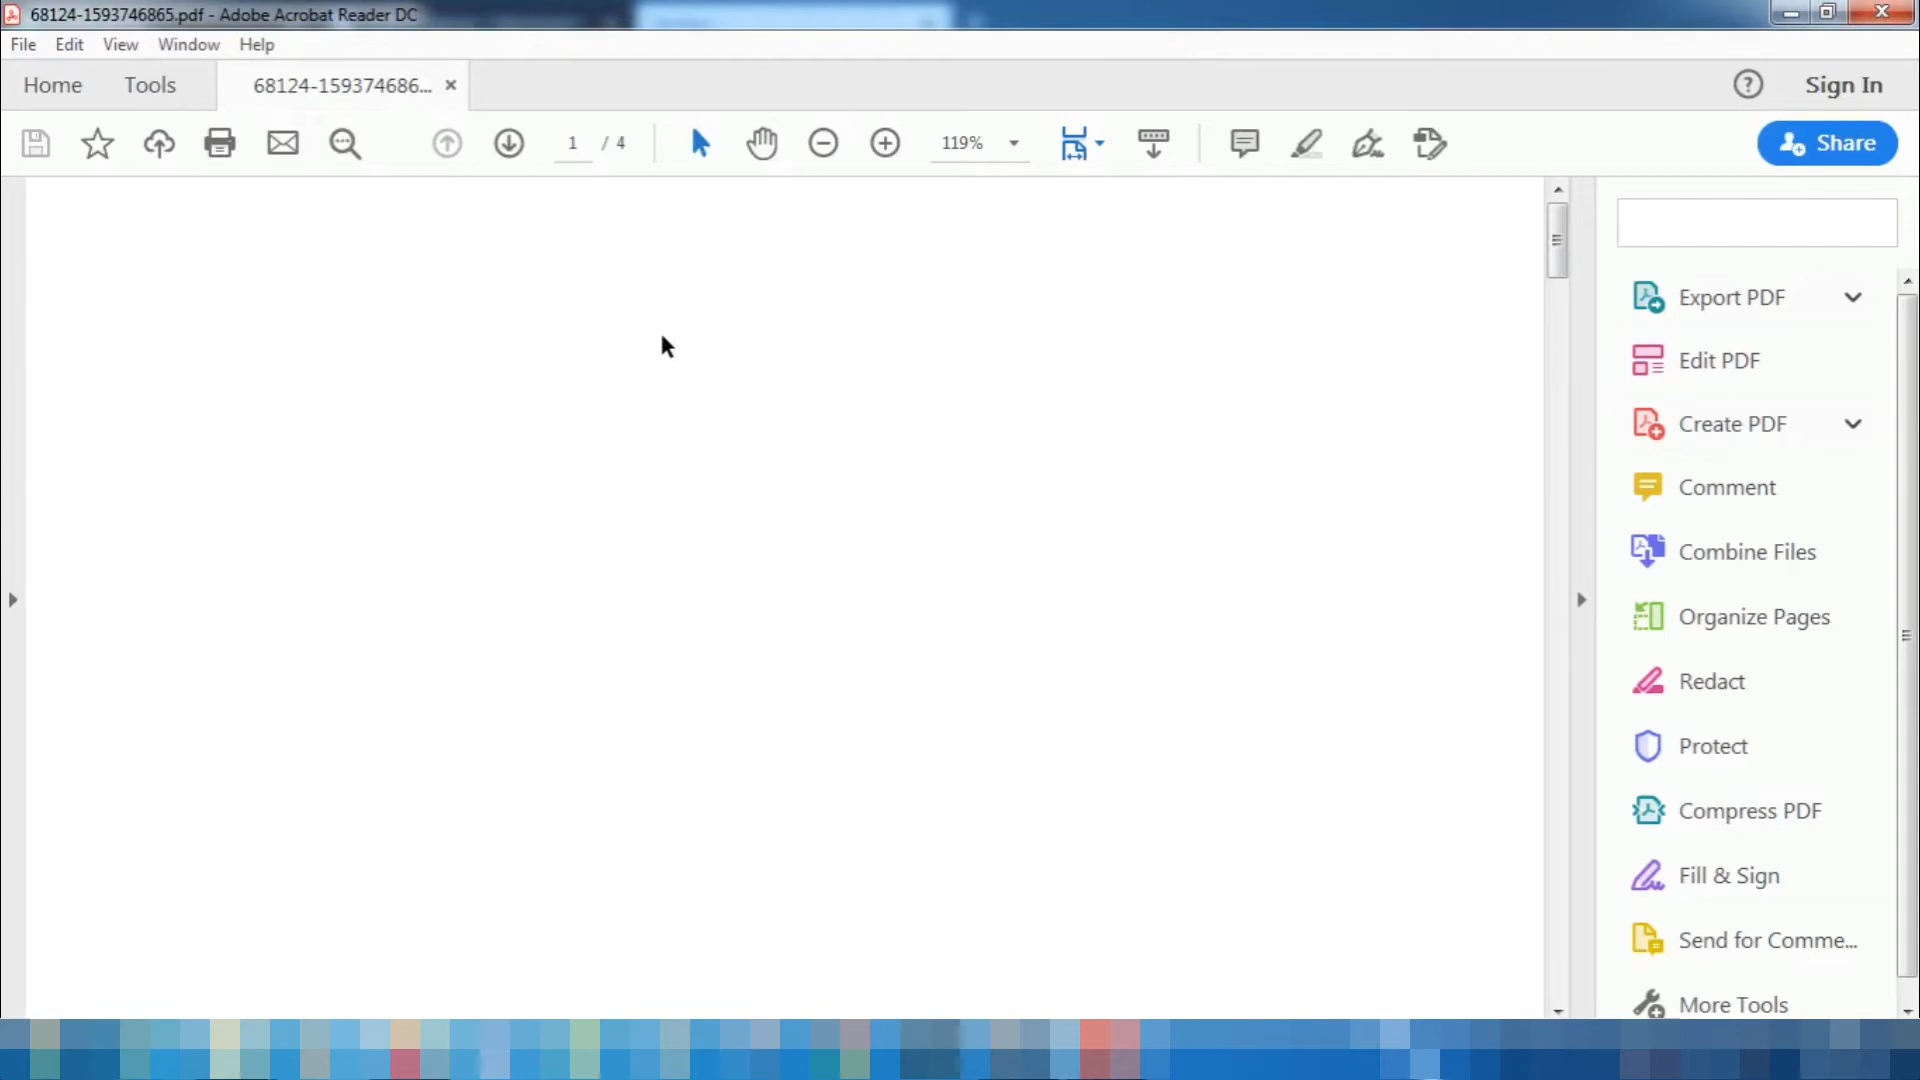 68124-1593746865.pdf - Adobe Acrobat Reader DC
File Edit View Window Help
Home Tools 68124-159374686... × ? Sign In
1 / 4 119% Share
Export PDF
Edit PDF
Create PDF
Comment
Combine Files
Organize Pages
Redact
Protect
Compress PDF
Fill & Sign
Send for Comme...
More Tools